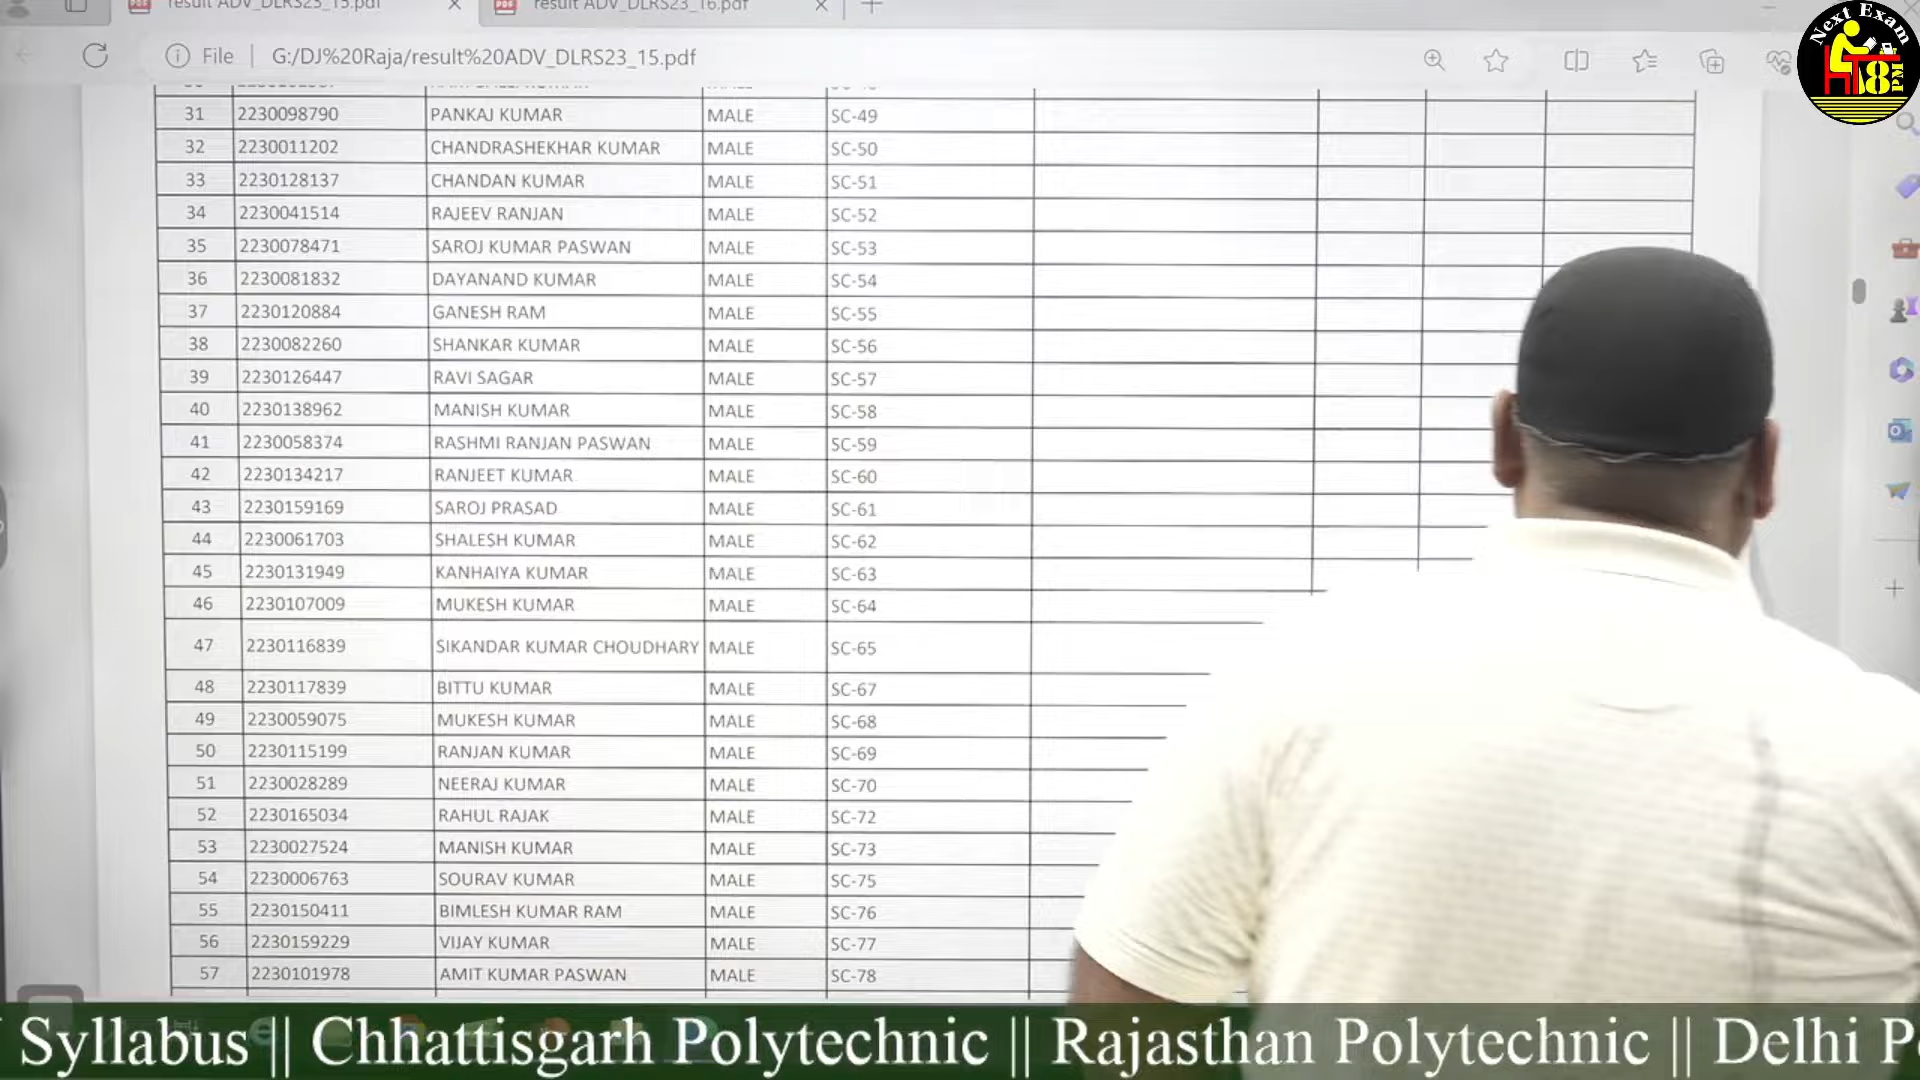 result ADV_DLRS23_15.pdf
result ADV_DLRS23_16.pdf
File
G:/DJ%20Raja/result%20ADV_DLRS23_15.pdf
Next Exam
8 PM
31 2230098790 PANKAJ KUMAR MALE SC-49
32 2230011202 CHANDRASHEKHAR KUMAR MALE SC-50
33 2230128137 CHANDAN KUMAR MALE SC-51
34 2230041514 RAJEEV RANJAN MALE SC-52
35 2230078471 SAROJ KUMAR PASWAN MALE SC-53
36 2230081832 DAYANAND KUMAR MALE SC-54
37 2230120884 GANESH RAM MALE SC-55
38 2230082260 SHANKAR KUMAR MALE SC-56
39 2230126447 RAVI SAGAR MALE SC-57
40 2230138962 MANISH KUMAR MALE SC-58
41 2230058374 RASHMI RANJAN PASWAN MALE SC-59
42 2230134217 RANJEET KUMAR MALE SC-60
43 2230159169 SAROJ PRASAD MALE SC-61
44 2230061703 SHALESH KUMAR MALE SC-62
45 2230131949 KANHAIYA KUMAR MALE SC-63
46 2230107009 MUKESH KUMAR MALE SC-64
47 2230116839 SIKANDAR KUMAR CHOUDHARY MALE SC-65
48 2230117839 BITTU KUMAR MALE SC-67
49 2230059075 MUKESH KUMAR MALE SC-68
50 2230115199 RANJAN KUMAR MALE SC-69
51 2230028289 NEERAJ KUMAR MALE SC-70
52 2230165034 RAHUL RAJAK MALE SC-72
53 2230027524 MANISH KUMAR MALE SC-73
54 2230006763 SOURAV KUMAR MALE SC-75
55 2230150411 BIMLESH KUMAR RAM MALE SC-76
56 2230159229 VIJAY KUMAR MALE SC-77
57 2230101978 AMIT KUMAR PASWAN MALE SC-78
Syllabus || Chhattisgarh Polytechnic || Rajasthan Polytechnic || Delhi P